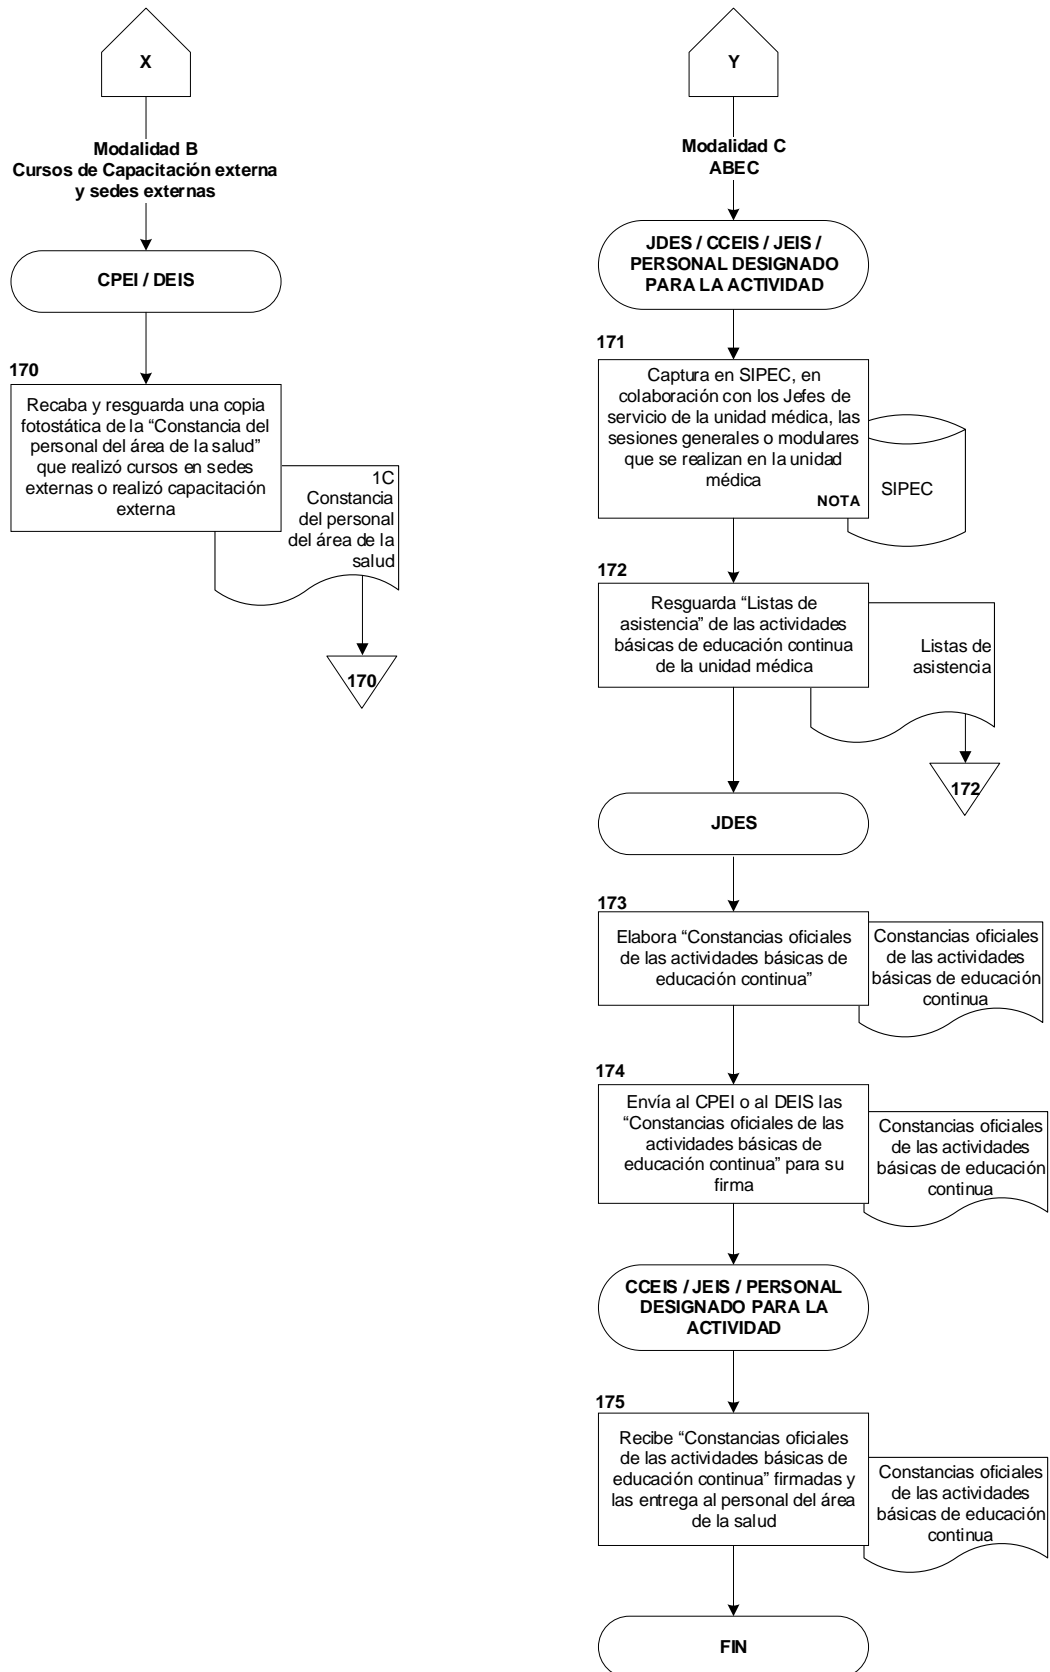 X
Modalidad B
Cursos de Capacitación externa
y sedes externas
CPEI / DEIS
170
Recaba y resguarda una copia
fotostática de la “Constancia del
personal del área de la salud”
que realizó cursos en sedes
externas o realizó capacitación
externa
1C
Constancia
del personal
del área de la
salud
170
Y
Modalidad C
ABEC
JDES / CCEIS / JEIS /
PERSONAL DESIGNADO
PARA LA ACTIVIDAD
171
Captura en SIPEC, en
colaboración con los Jefes de
servicio de la unidad médica, las
sesiones generales o modulares
que se realizan en la unidad
médica
NOTA
SIPEC
172
Resguarda “Listas de
asistencia” de las actividades
básicas de educación continua
de la unidad médica
Listas de
asistencia
172
JDES
173
Elabora “Constancias oficiales
de las actividades básicas de
educación continua”
Constancias oficiales
de las actividades
básicas de educación
continua
174
Envía al CPEI o al DEIS las
“Constancias oficiales de las
actividades básicas de
educación continua” para su
firma
Constancias oficiales
de las actividades
básicas de educación
continua
CCEIS / JEIS / PERSONAL
DESIGNADO PARA LA
ACTIVIDAD
175
Recibe “Constancias oficiales
de las actividades básicas de
educación continua” firmadas y
las entrega al personal del área
de la salud
Constancias oficiales
de las actividades
básicas de educación
continua
FIN